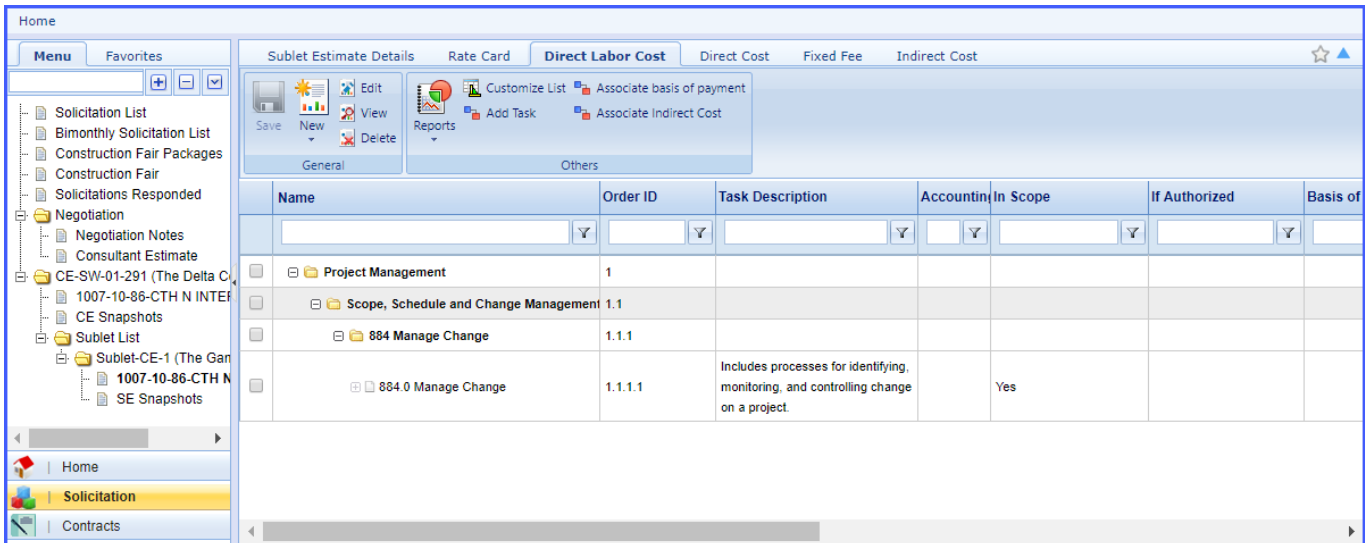 Home
Menu
Favorites
Solicitation List
Bimonthly Solicitation List
Construction Fair Packages
Construction Fair
Solicitations Responded
Negotiation
Negotiation Notes
Consultant Estimate
CE-SW-01-291 (The Delta C
1007-10-86-CTH N INTE
CE Snapshots
Sublet List
Sublet-CE-1 (The Gan
1007-10-86-CTH N
SE Snapshots
Home
Solicitation
Contracts
Sublet Estimate Details
Rate Card
Direct Labor Cost
Direct Cost
Fixed Fee
Indirect Cost
Save
New
Edit
View
Delete
General
Reports
Customize List
Associate basis of payment
Add Task
Associate Indirect Cost
Others
Name
Order ID
Task Description
Accounting
In Scope
If Authorized
Basis of
Project Management
1
Scope, Schedule and Change Management
1.1
884 Manage Change
1.1.1
884.0 Manage Change
1.1.1.1
Includes processes for identifying,
monitoring, and controlling change
on a project.
Yes